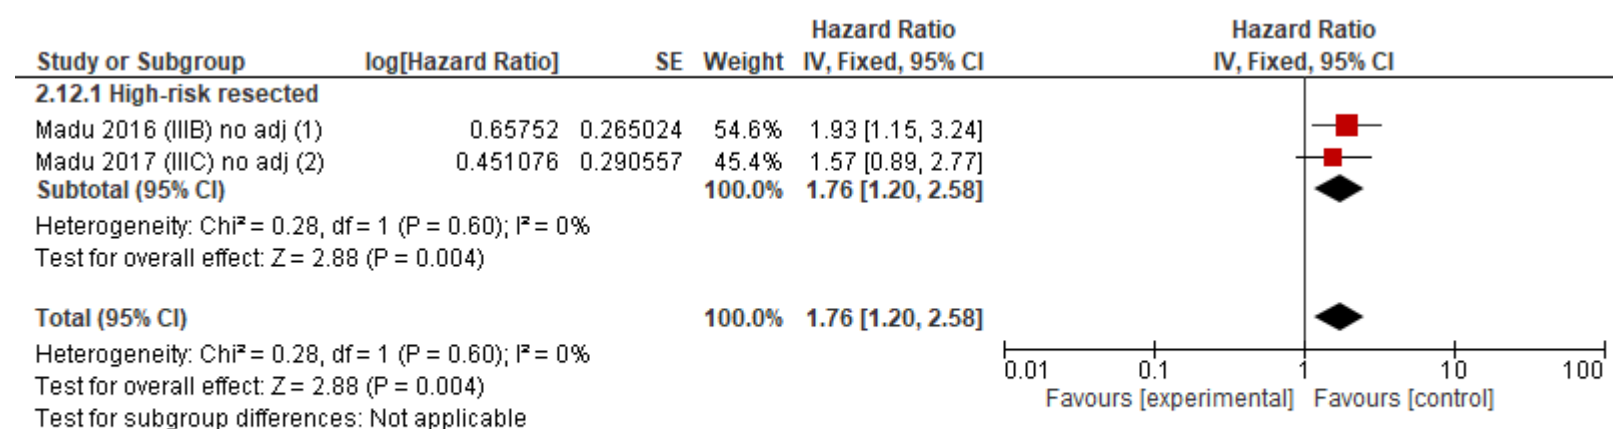 Hazard Ratio Hazard Ratio
Study or Subgroup log[Hazard Ratio] SE Weight IV, Fixed, 95% CI IV, Fixed, 95% CI
2.12.1 High-risk resected
Madu 2016 (IIIB) no adj (1) 0.65752 0.265024 54.6% 1.93 [1.15, 3.24]
Madu 2017 (IIIC) no adj (2) 0.451076 0.290557 45.4% 1.57 [0.89, 2.77]
Subtotal (95% CI) 100.0% 1.76 [1.20, 2.58]
Heterogeneity: Chi² = 0.28, df = 1 (P = 0.60); I² = 0%
Test for overall effect: Z = 2.88 (P = 0.004)
Total (95% CI) 100.0% 1.76 [1.20, 2.58]
Heterogeneity: Chi² = 0.28, df = 1 (P = 0.60); I² = 0%
Test for overall effect: Z = 2.88 (P = 0.004)
Test for subgroup differences: Not applicable
0.01 0.1 1 10 100
Favours [experimental] Favours [control]